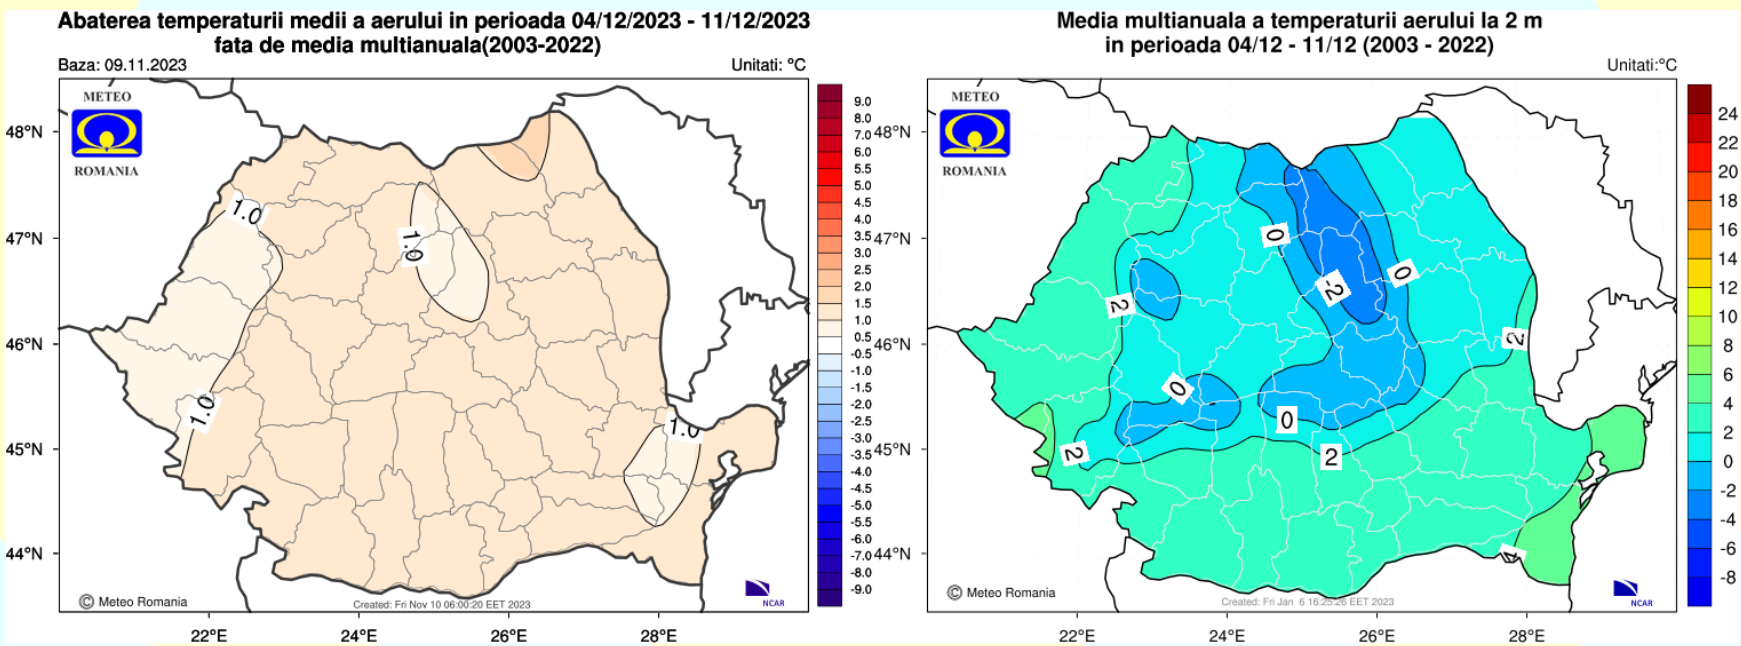 Abaterea temperaturii medii a aerului in perioada 04/12/2023 - 11/12/2023
fata de media multianuala(2003-2022)
Baza: 09.11.2023
Unitati: °C
METEO
ROMANIA
48°N
47°N
46°N
45°N
44°N
1.0
1.0
1.0
1.0
9.0
8.0
7.0
6.0
5.5
5.0
4.5
4.0
3.5
3.0
2.5
2.0
1.5
1.0
0.5
-0.5
-1.0
-1.5
-2.0
-2.5
-3.0
-3.5
-4.0
-4.5
-5.0
-5.5
-6.0
-7.0
-8.0
-9.0
© Meteo Romania
Created: Fri Nov 10 06:00:20 EET 2023
NCAR
22°E
24°E
26°E
28°E
Media multianuala a temperaturii aerului la 2 m
in perioada 04/12 - 11/12 (2003 - 2022)
Unitati:°C
METEO
ROMANIA
48°N
47°N
46°N
45°N
44°N
0
0
-2
2
2
0
0
2
2
4
24
22
20
18
16
14
12
10
8
6
4
2
0
-2
-4
-6
-8
© Meteo Romania
Created: Fri Jan 6 16:25:26 EET 2023
NCAR
22°E
24°E
26°E
28°E